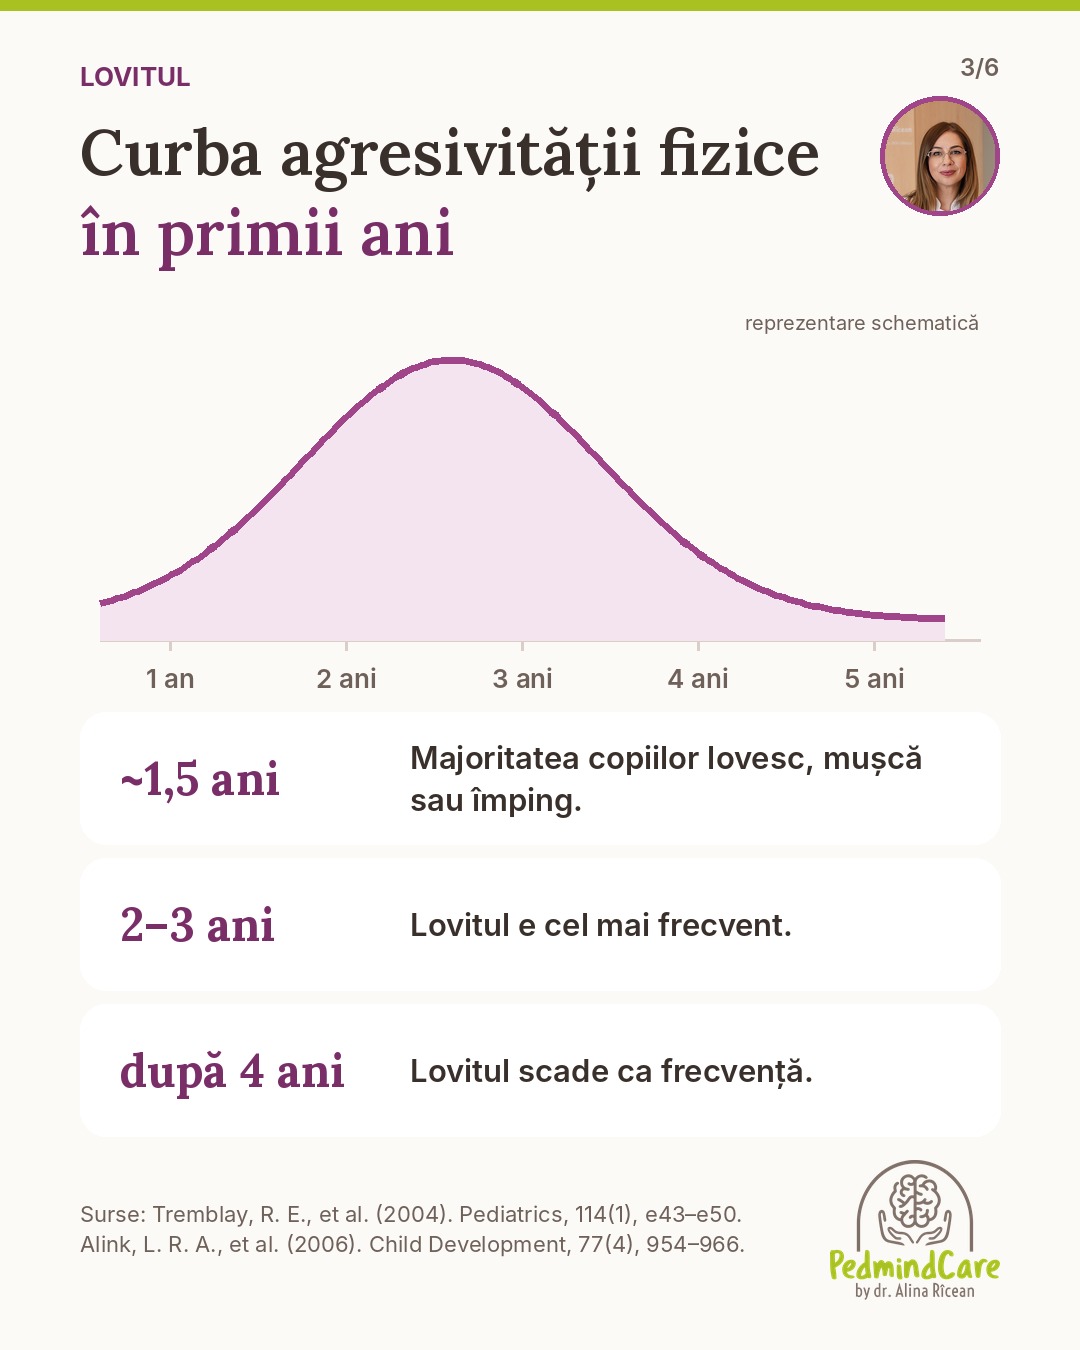 LOVITUL
3/6
Curba agresivității fizice
în primii ani
reprezentare schematică
1 an 2 ani 3 ani 4 ani 5 ani
~1,5 ani
Majoritatea copiilor lovesc, mușcă
sau împing.
2–3 ani
Lovitul e cel mai frecvent.
după 4 ani
Lovitul scade ca frecvență.
Surse: Tremblay, R. E., et al. (2004). Pediatrics, 114(1), e43–e50.
Alink, L. R. A., et al. (2006). Child Development, 77(4), 954–966.
PedmindCare
by dr. Alina Rîcean